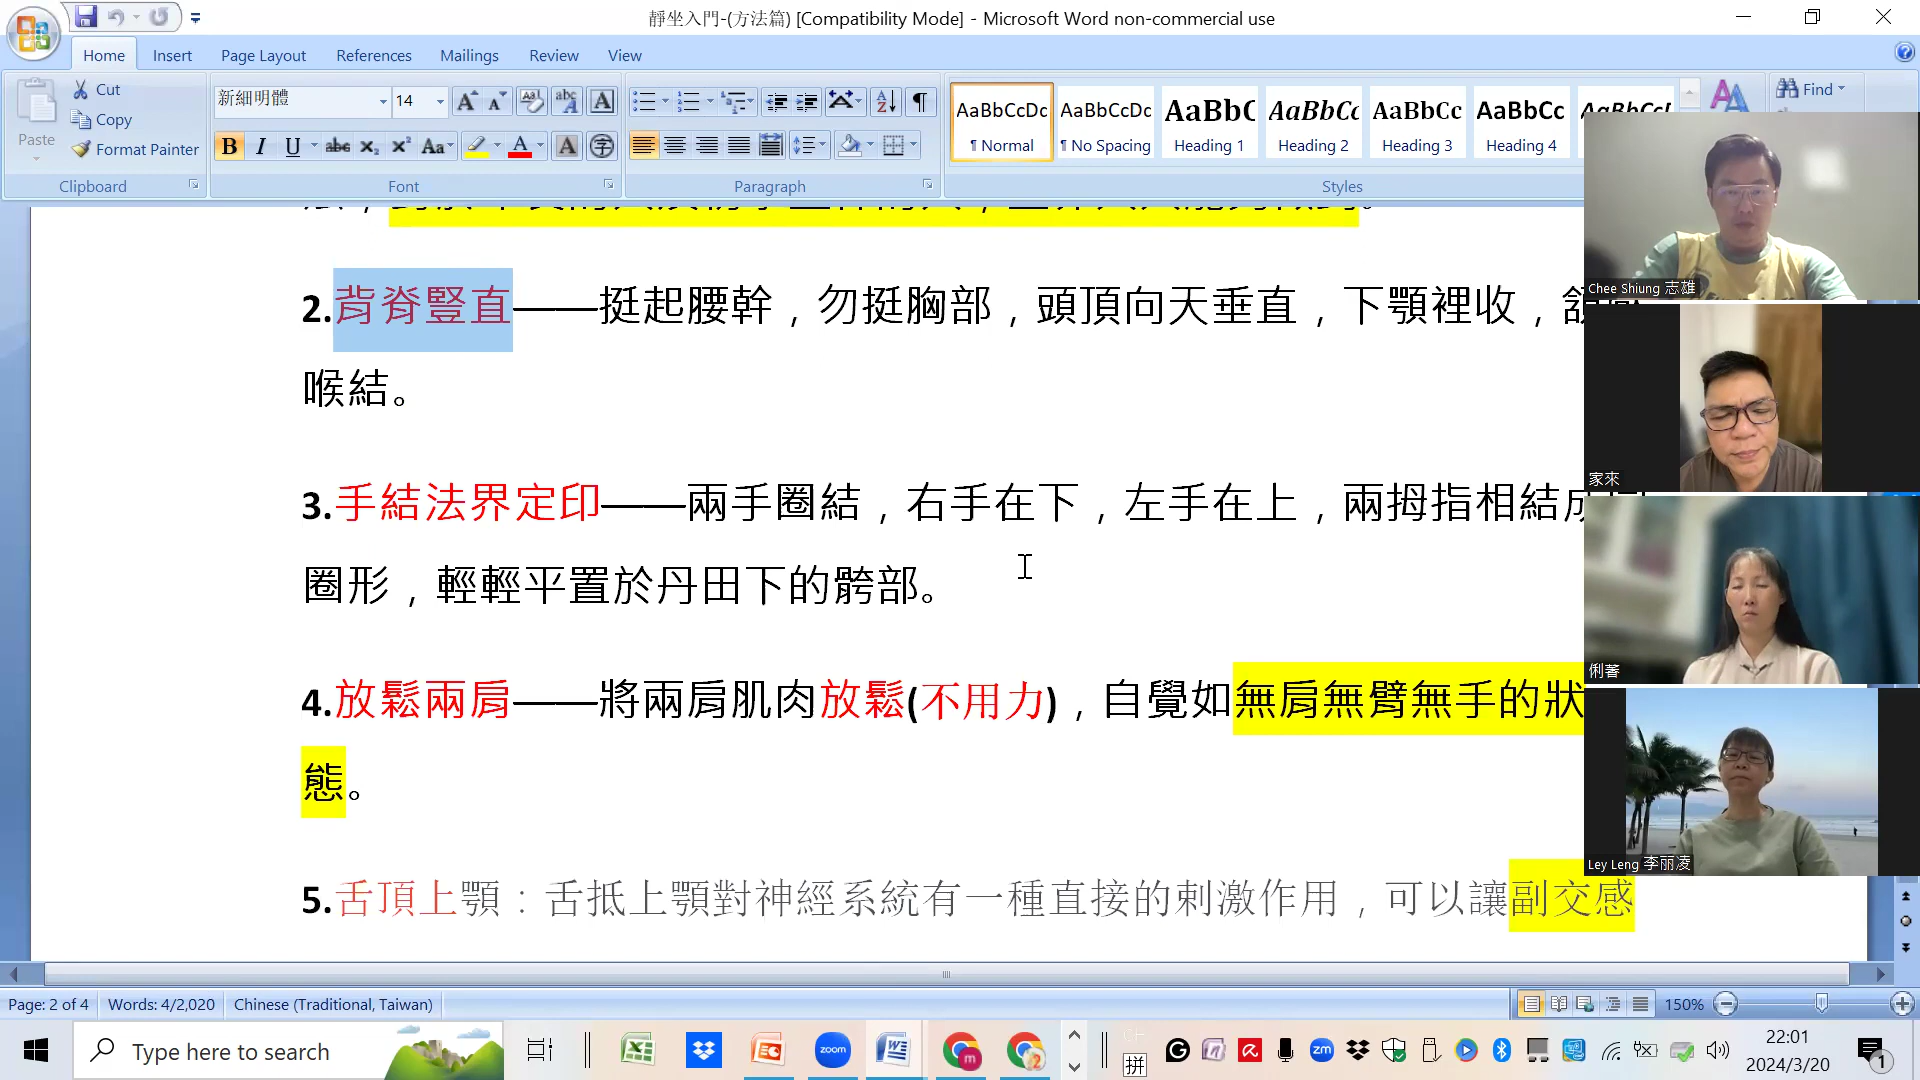 靜坐入門-(方法篇) [Compatibility Mode] - Microsoft Word non-commercial use
Home Insert Page Layout References Mailings Review View
Cut
Copy
Format Painter
Paste
Clipboard
新細明體 14
Font
Paragraph
AaBbCcDc AaBbCcDc AaBbC AaBbCc AaBbCc AaBbCc
¶ Normal ¶ No Spacing Heading 1 Heading 2 Heading 3 Heading 4
Styles
Find
2.背脊豎直——挺起腰幹，勿挺胸部，頭頂向天垂直，下顎裡收，
喉結。
3.手結法界定印——兩手圈結，右手在下，左手在上，兩拇指相結成
圈形，輕輕平置於丹田下的骻部。
4.放鬆兩肩——將兩肩肌肉放鬆(不用力)，自覺如無肩無臂無手的狀
態。
5.舌頂上顎：舌抵上顎對神經系統有一種直接的刺激作用，可以讓副交感
Chee Shiung 志雄
家來
俐蓉
Ley Leng 李丽凌
Page: 2 of 4 Words: 4/2,020 Chinese (Traditional, Taiwan)
150%
Type here to search
zoom
zm
拼
22:01
2024/3/20
1